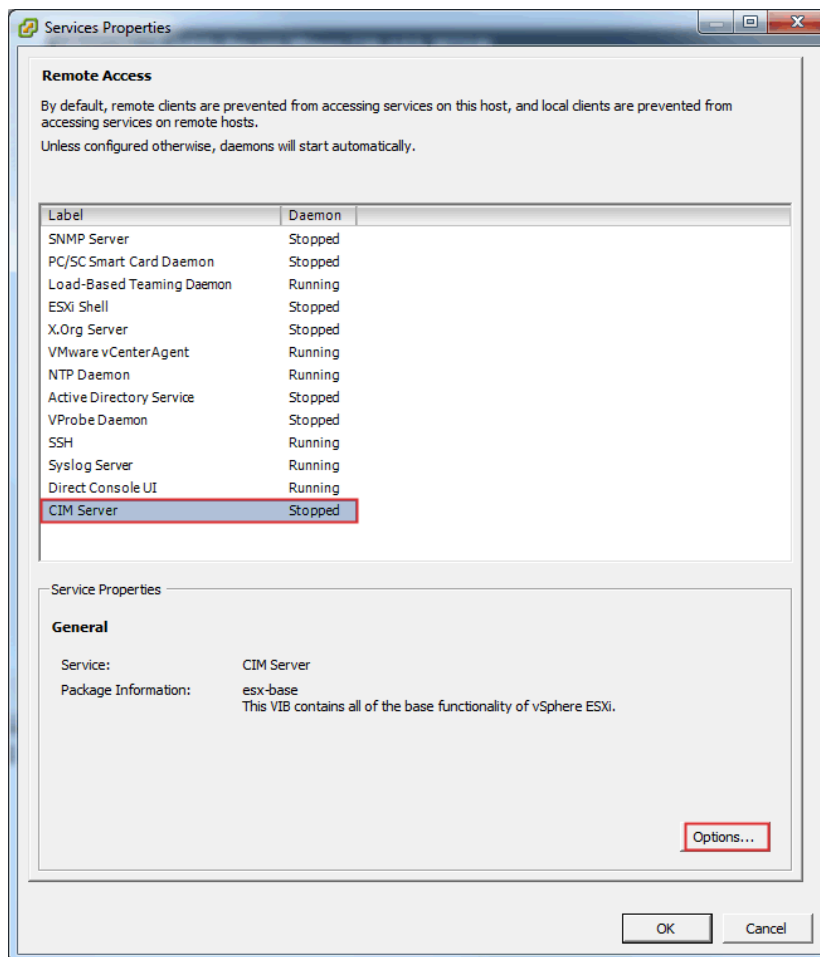 Services Properties
Remote Access
By default, remote clients are prevented from accessing services on this host, and local clients are prevented from
accessing services on remote hosts.
Unless configured otherwise, daemons will start automatically.
Label Daemon
SNMP Server Stopped
PC/SC Smart Card Daemon Stopped
Load-Based Teaming Daemon Running
ESXi Shell Stopped
X.Org Server Stopped
VMware vCenterAgent Running
NTP Daemon Running
Active Directory Service Stopped
VProbe Daemon Stopped
SSH Running
Syslog Server Running
Direct Console UI Running
CIM Server Stopped
Service Properties
General
Service: CIM Server
Package Information: esx-base
This VIB contains all of the base functionality of vSphere ESXi.
Options...
OK Cancel